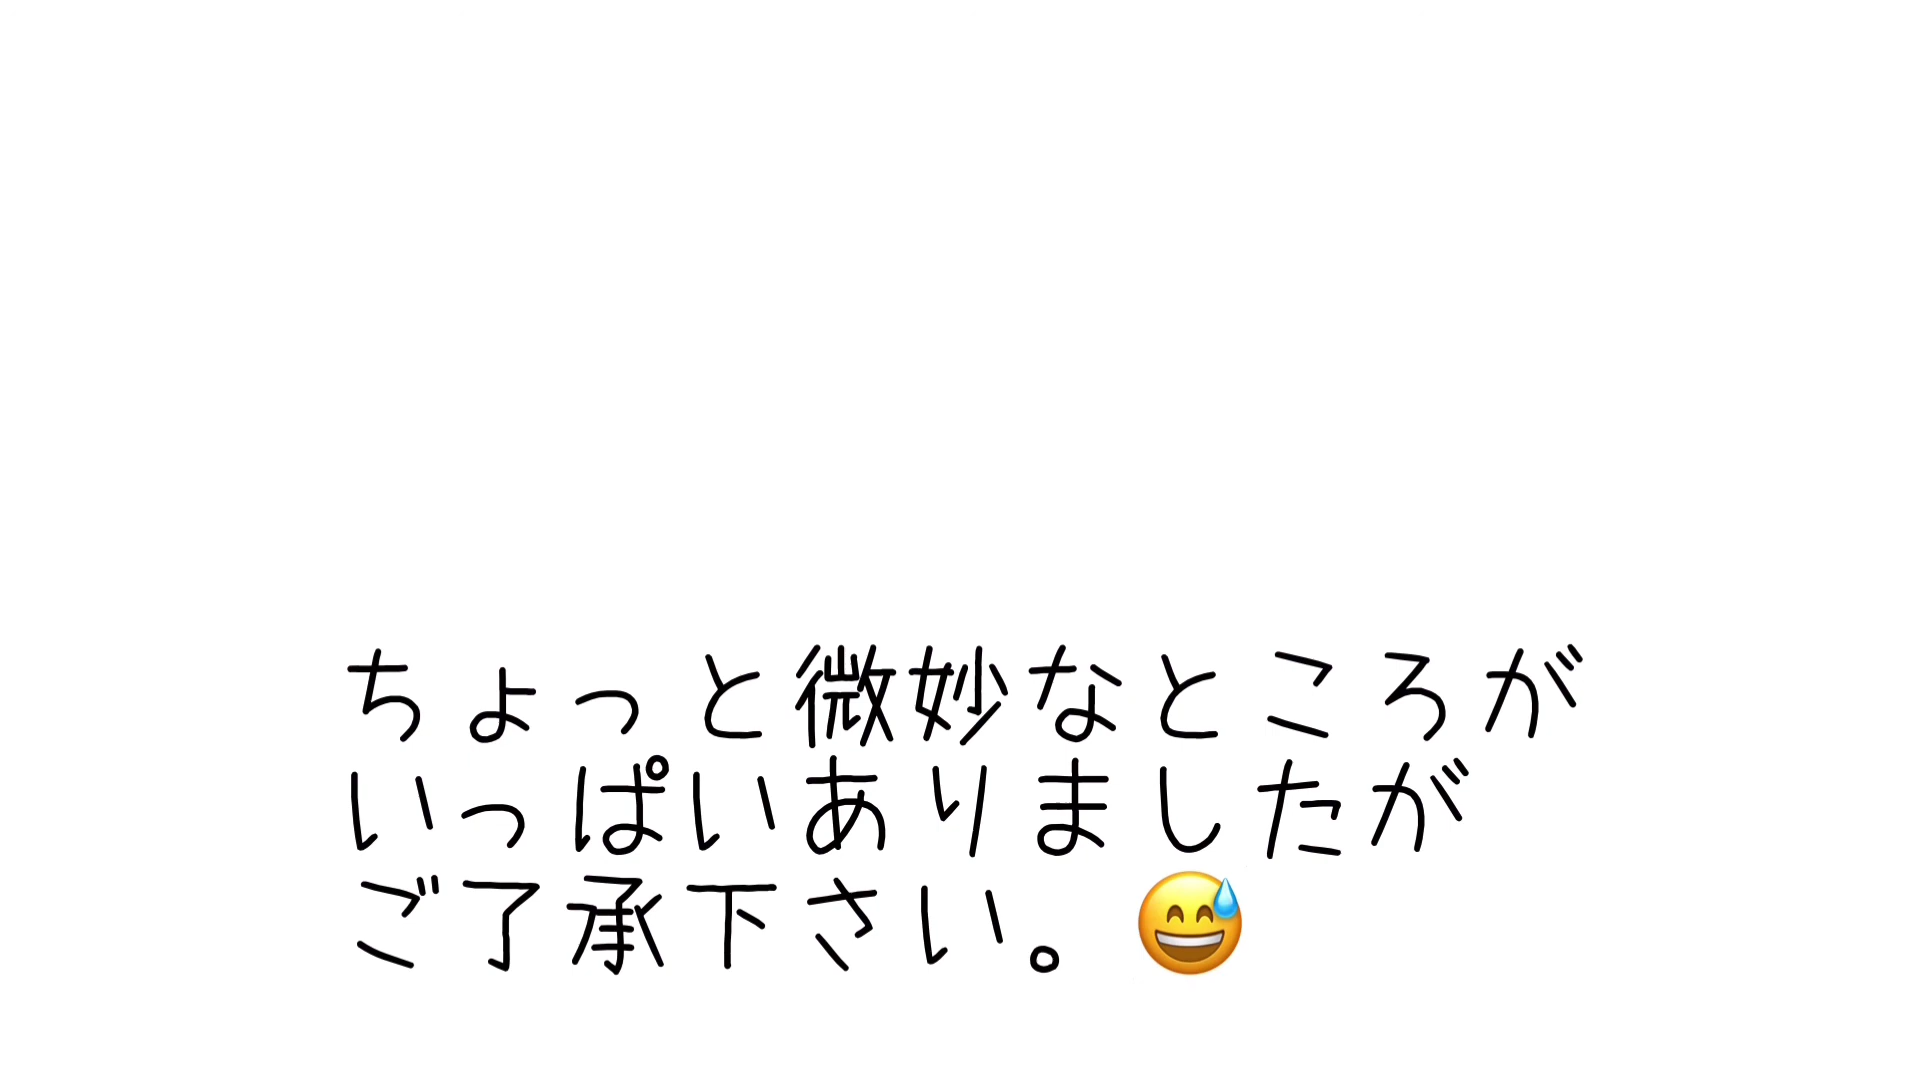 ちょっと微妙なところが
いっぱいありましたが
ご了承下さい。😅